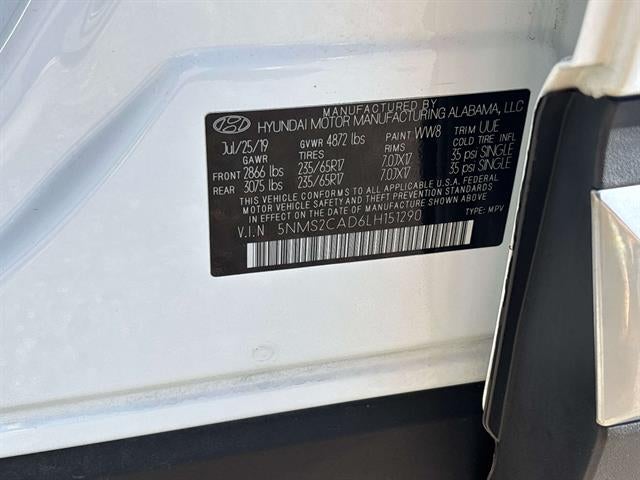 MANUFACTURED BY
HYUNDAI MOTOR MANUFACTURING ALABAMA, LLC
Jul/25/19 GVWR 4872 lbs PAINT WW8 TRIM UUE
GAWR TIRES RIMS COLD TIRE INFL
FRONT 2866 lbs 235/65R17 7.0JX17 35 psi SINGLE
REAR 3075 lbs 235/65R17 7.0JX17 35 psi SINGLE
THIS VEHICLE CONFORMS TO ALL APPLICABLE U.S.A. FEDERAL
MOTOR VEHICLE SAFETY AND THEFT PREVENTION STANDARDS
IN EFFECT ON THE DATE OF MANUFACTURE SHOWN ABOVE.
V.I.N 5NMS2CAD6LH151290 TYPE: MPV